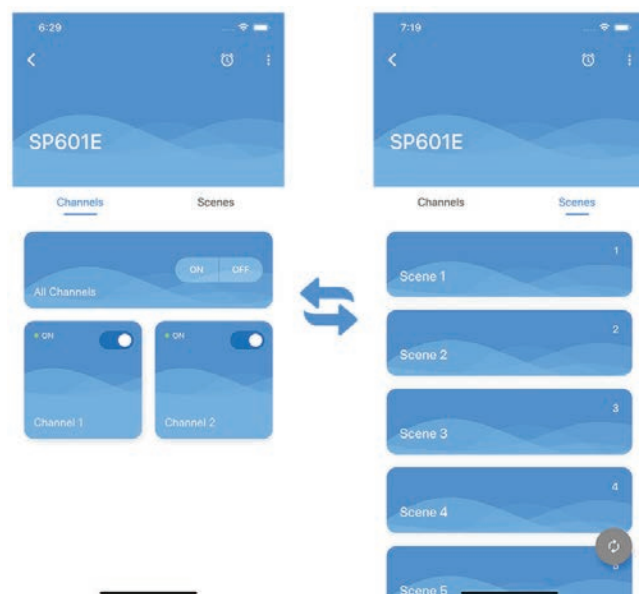 6:29
SP601E
Channels Scenes
ON OFF
All Channels
ON ON
Channel 1 Channel 2
7:19
SP601E
Channels Scenes
1
Scene 1
2
Scene 2
3
Scene 3
4
Scene 4
5
Scene 5